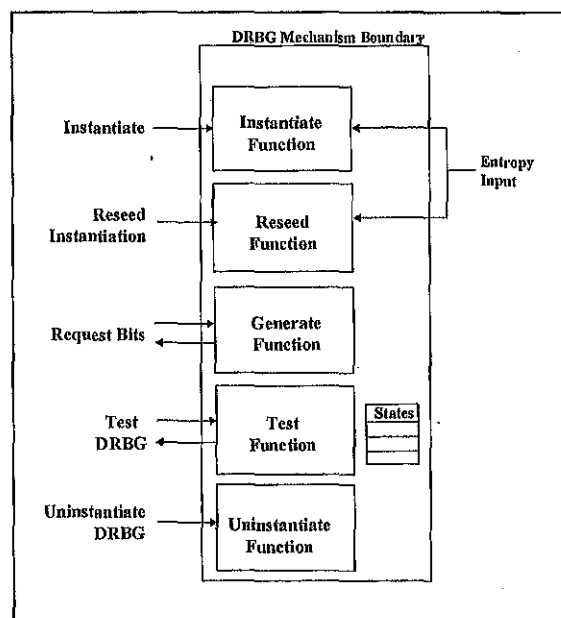 DRBG Mechanism Boundary
Instantiate
Instantiate
Function
Entropy
Input
Reseed
Instantiation
Reseed
Function
Request Bits
Generate
Function
Test
DRBG
Test
Function
States
Uninstantiate
DRBG
Uninstantiate
Function